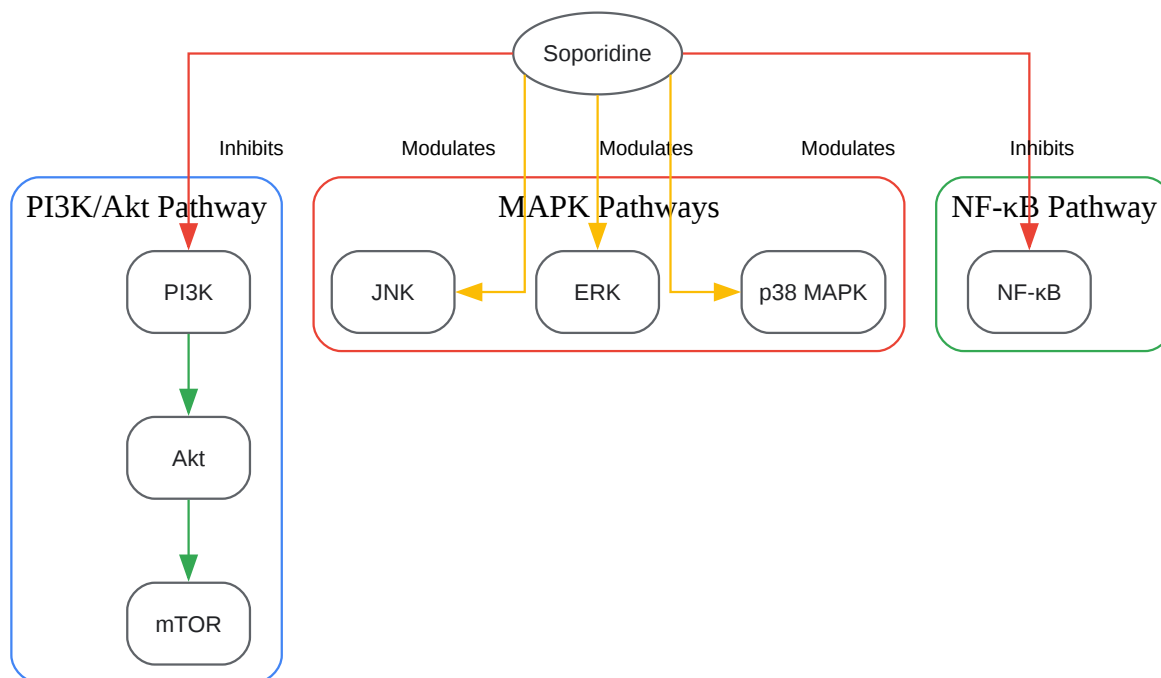 Soporidine
Inhibits
Modulates
Modulates
Modulates
Inhibits
PI3K/Akt Pathway
MAPK Pathways
NF-κB Pathway
PI3K
JNK
ERK
p38 MAPK
NF-κB
Akt
mTOR